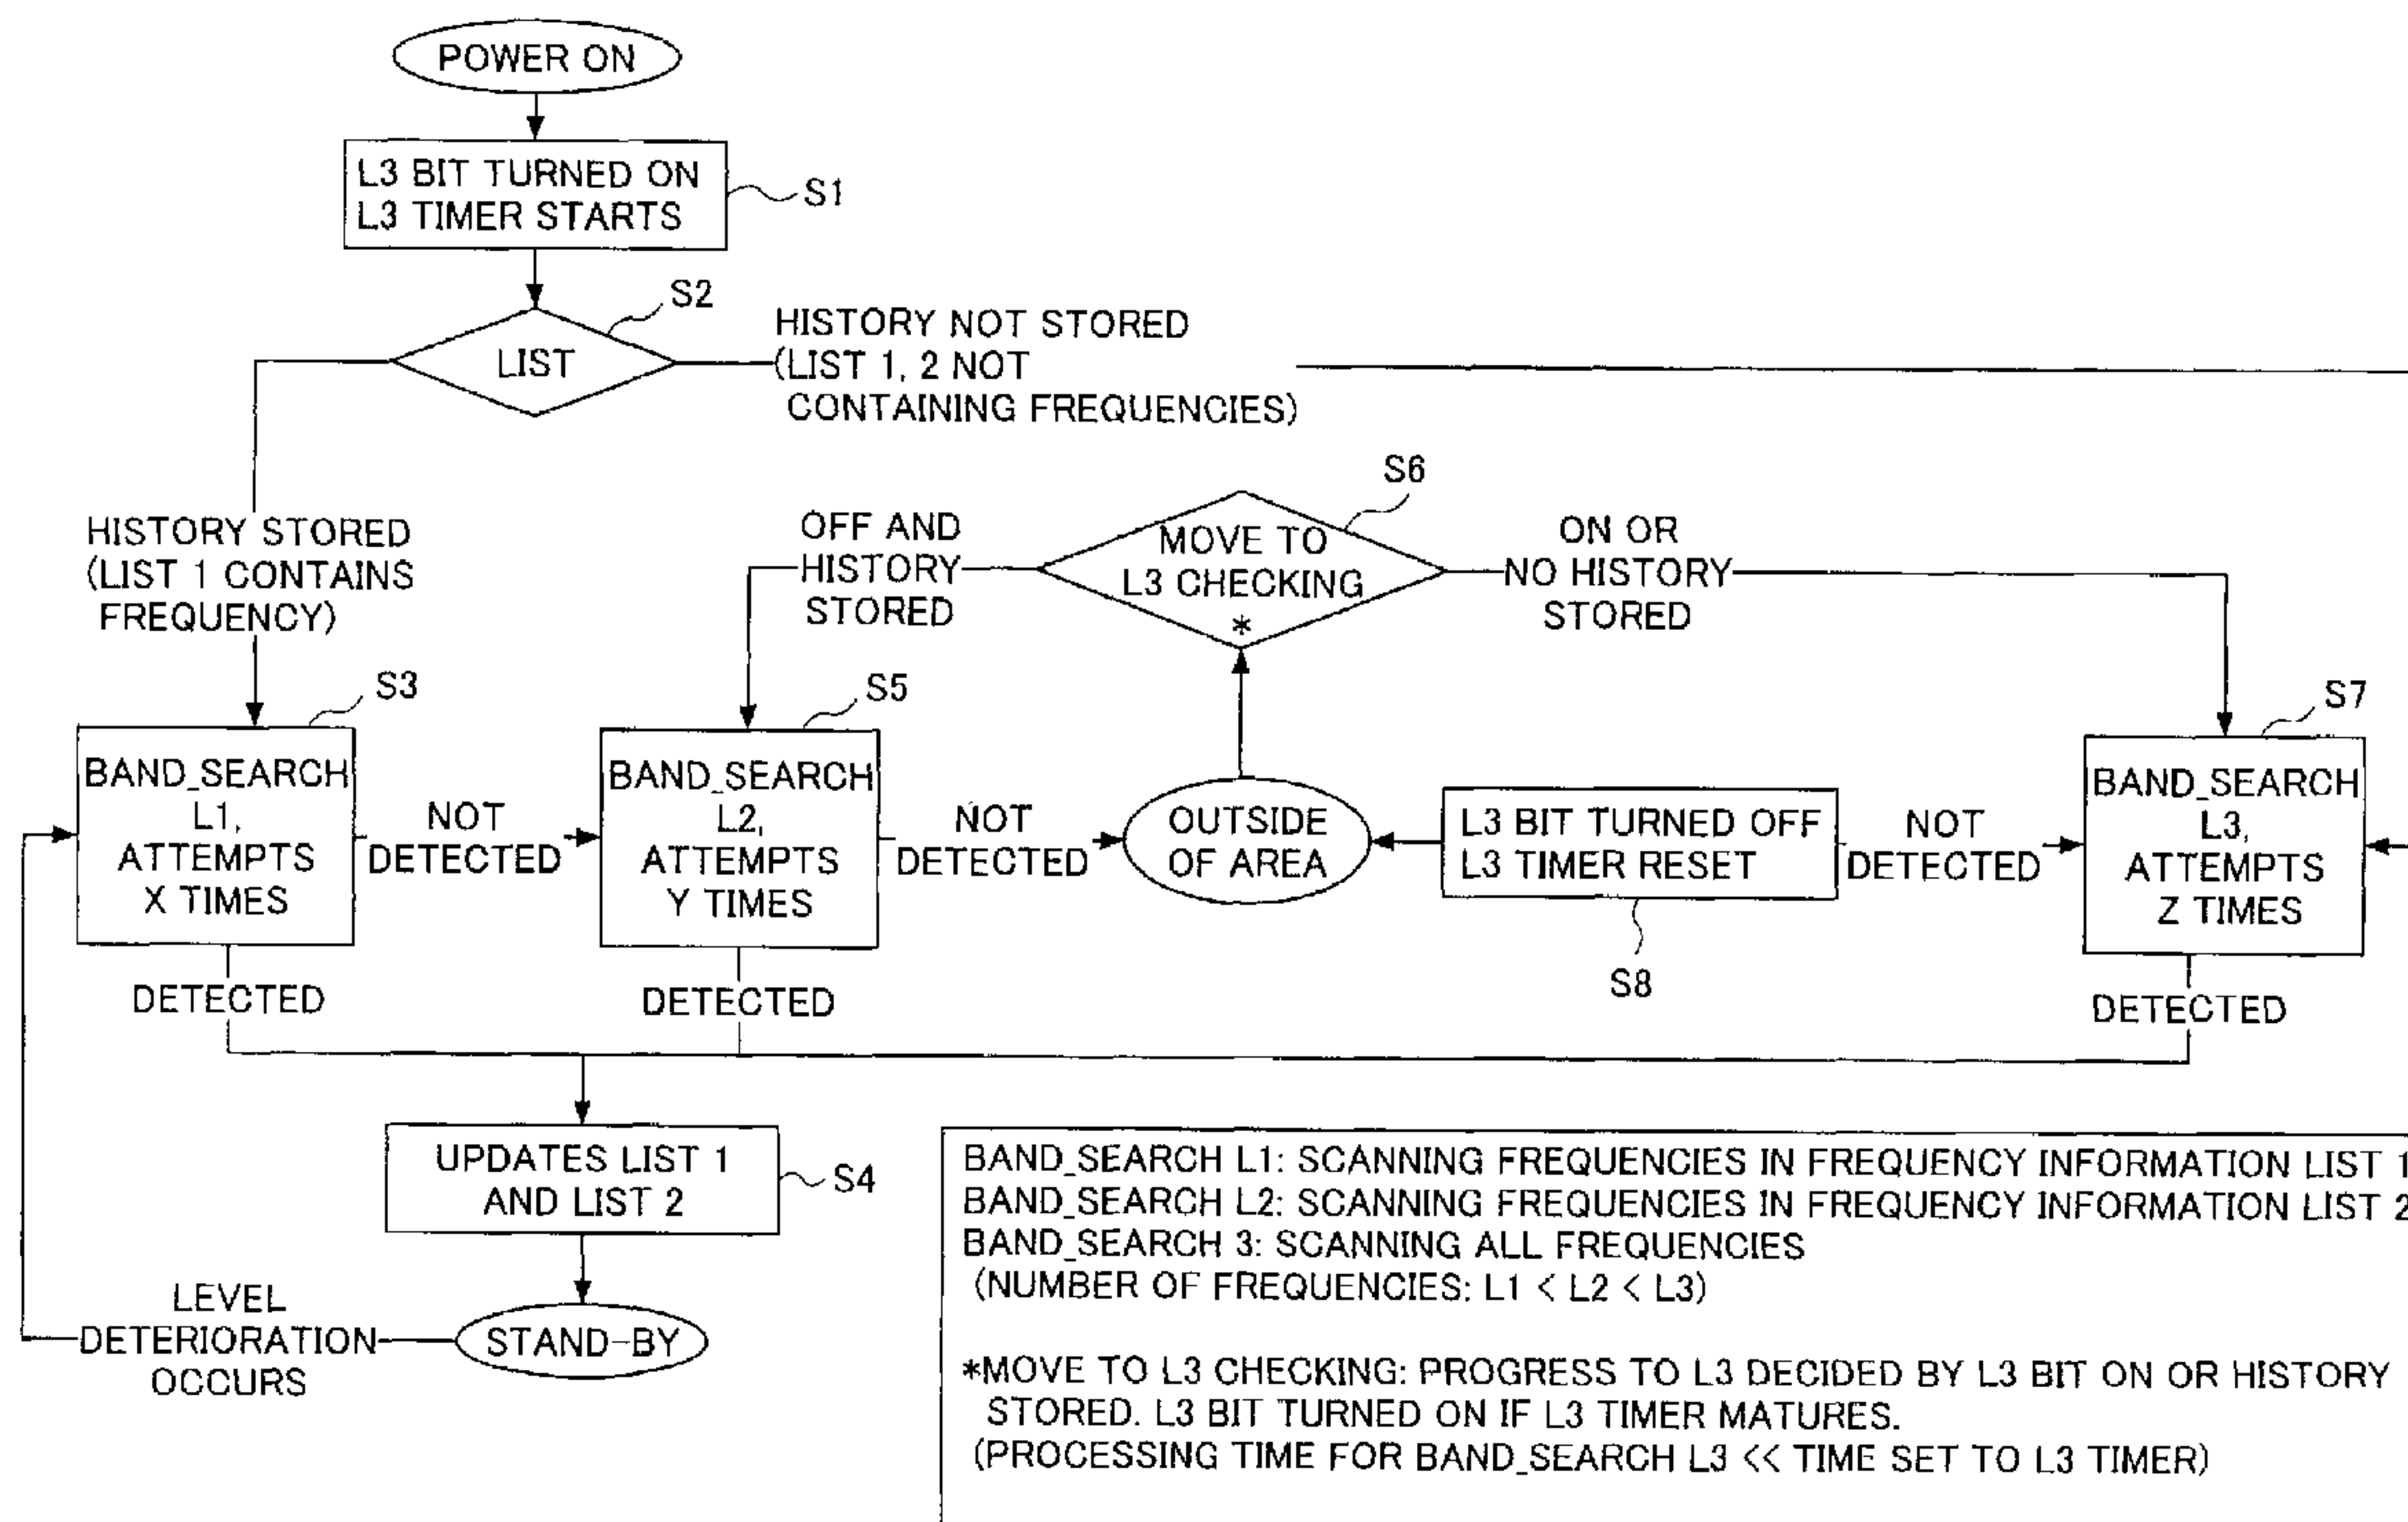 POWER ON
L3 BIT TURNED ON
L3 TIMER STARTS
S1
S2
LIST
HISTORY NOT STORED
(LIST 1, 2 NOT
CONTAINING FREQUENCIES)
HISTORY STORED
(LIST 1 CONTAINS
FREQUENCY)
S6
MOVE TO
L3 CHECKING
*
OFF AND
HISTORY
STORED
ON OR
NO HISTORY
STORED
S3
BAND_SEARCH
L1,
ATTEMPTS
X TIMES
NOT
DETECTED
S5
BAND_SEARCH
L2,
ATTEMPTS
Y TIMES
NOT
DETECTED
OUTSIDE
OF AREA
L3 BIT TURNED OFF
L3 TIMER RESET
S8
NOT
DETECTED
S7
BAND_SEARCH
L3,
ATTEMPTS
Z TIMES
DETECTED
DETECTED
DETECTED
UPDATES LIST 1
AND LIST 2
S4
STAND-BY
LEVEL
DETERIORATION
OCCURS
BAND_SEARCH L1: SCANNING FREQUENCIES IN FREQUENCY INFORMATION LIST 1
BAND_SEARCH L2: SCANNING FREQUENCIES IN FREQUENCY INFORMATION LIST 2
BAND_SEARCH 3: SCANNING ALL FREQUENCIES
(NUMBER OF FREQUENCIES: L1 < L2 < L3)
*MOVE TO L3 CHECKING: PROGRESS TO L3 DECIDED BY L3 BIT ON OR HISTORY
STORED. L3 BIT TURNED ON IF L3 TIMER MATURES.
(PROCESSING TIME FOR BAND_SEARCH L3 << TIME SET TO L3 TIMER)